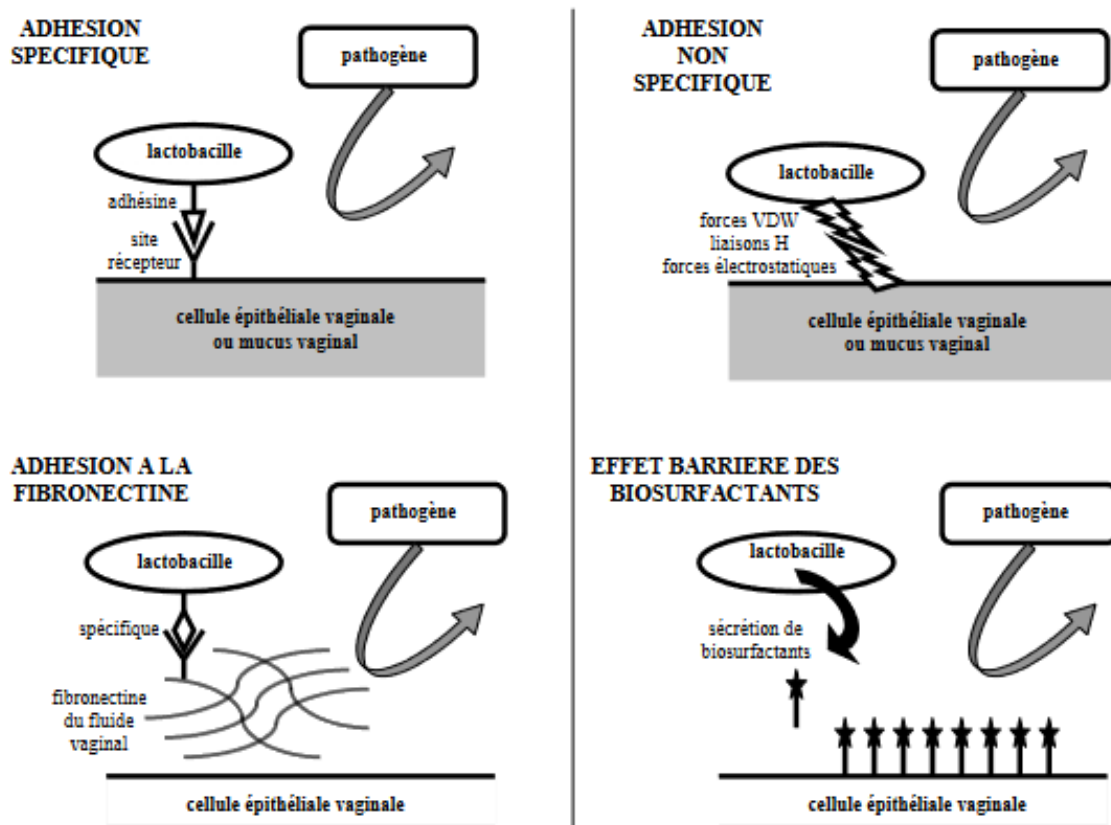 ADHESION
SPECIFIQUE
pathogène
lactobacille
adhésine
site
récepteur
cellule épithéliale vaginale
ou mucus vaginal
ADHESION
NON
SPECIFIQUE
pathogène
lactobacille
forces VDW
liaisons H
forces électrostatiques
cellule épithéliale vaginale
ou mucus vaginal
ADHESION A LA
FIBRONECTINE
pathogène
lactobacille
spécifique
fibronectine
du fluide
vaginal
cellule épithéliale vaginale
EFFET BARRIERE DES
BIOSURFACTANTS
pathogène
lactobacille
sécrétion de
biosurfactants
cellule épithéliale vaginale